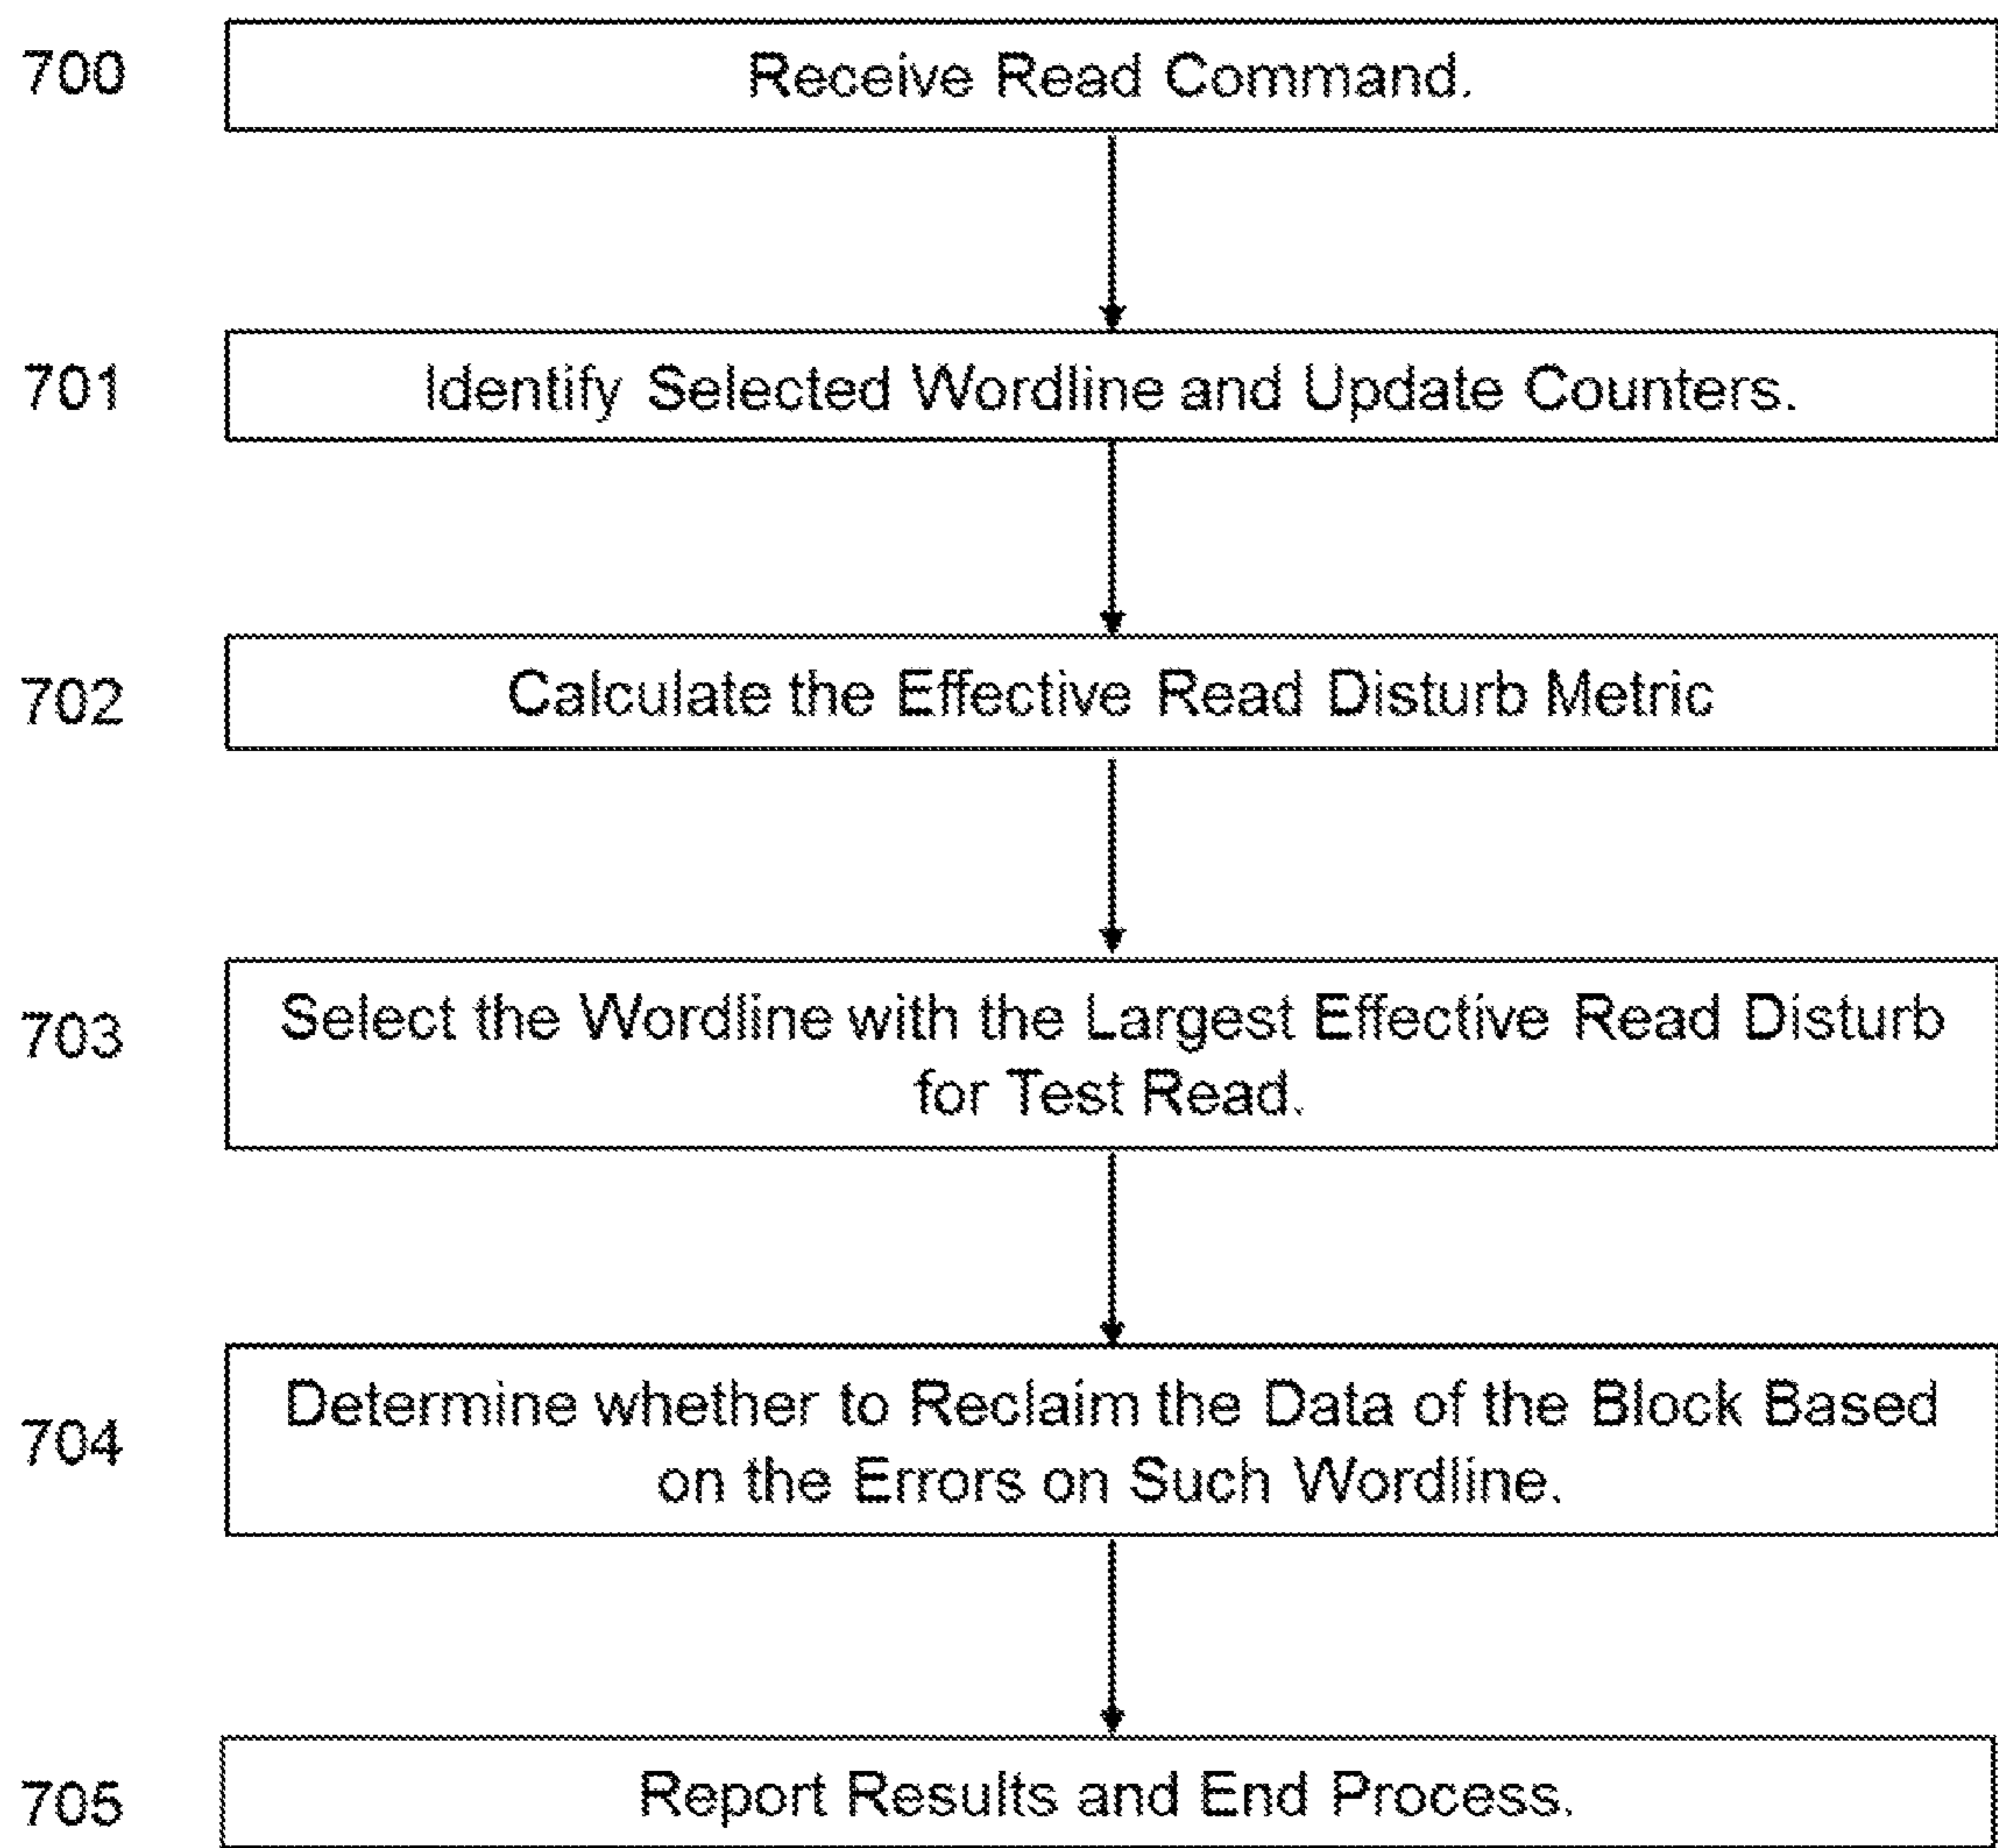 700
Receive Read Command.
701
Identify Selected Wordline and Update Counters.
702
Calculate the Effective Read Disturb Metric
703
Select the Wordline with the Largest Effective Read Disturb
for Test Read.
704
Determine whether to Reclaim the Data of the Block Based
on the Errors on Such Wordline.
705
Report Results and End Process.